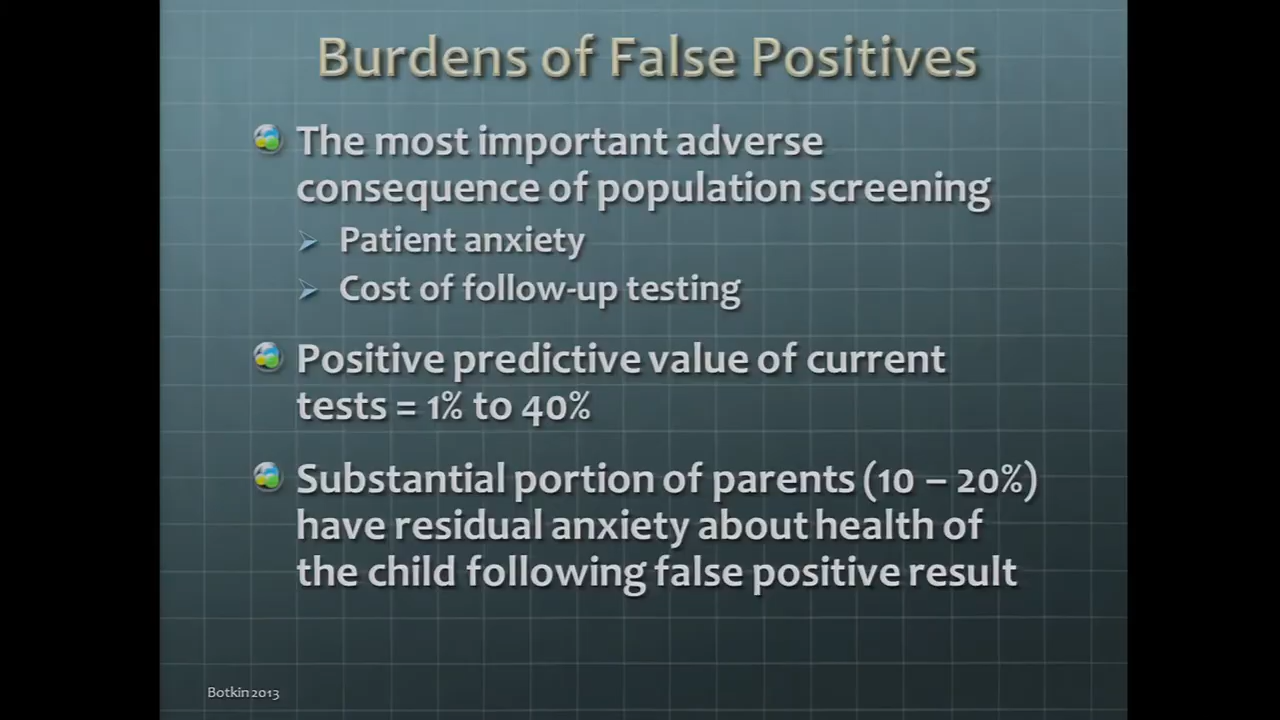 Burdens of False Positives
The most important adverse
consequence of population screening
Patient anxiety
Cost of follow-up testing
Positive predictive value of current
tests = 1% to 40%
Substantial portion of parents (10 – 20%)
have residual anxiety about health of
the child following false positive result
Botkin 2013